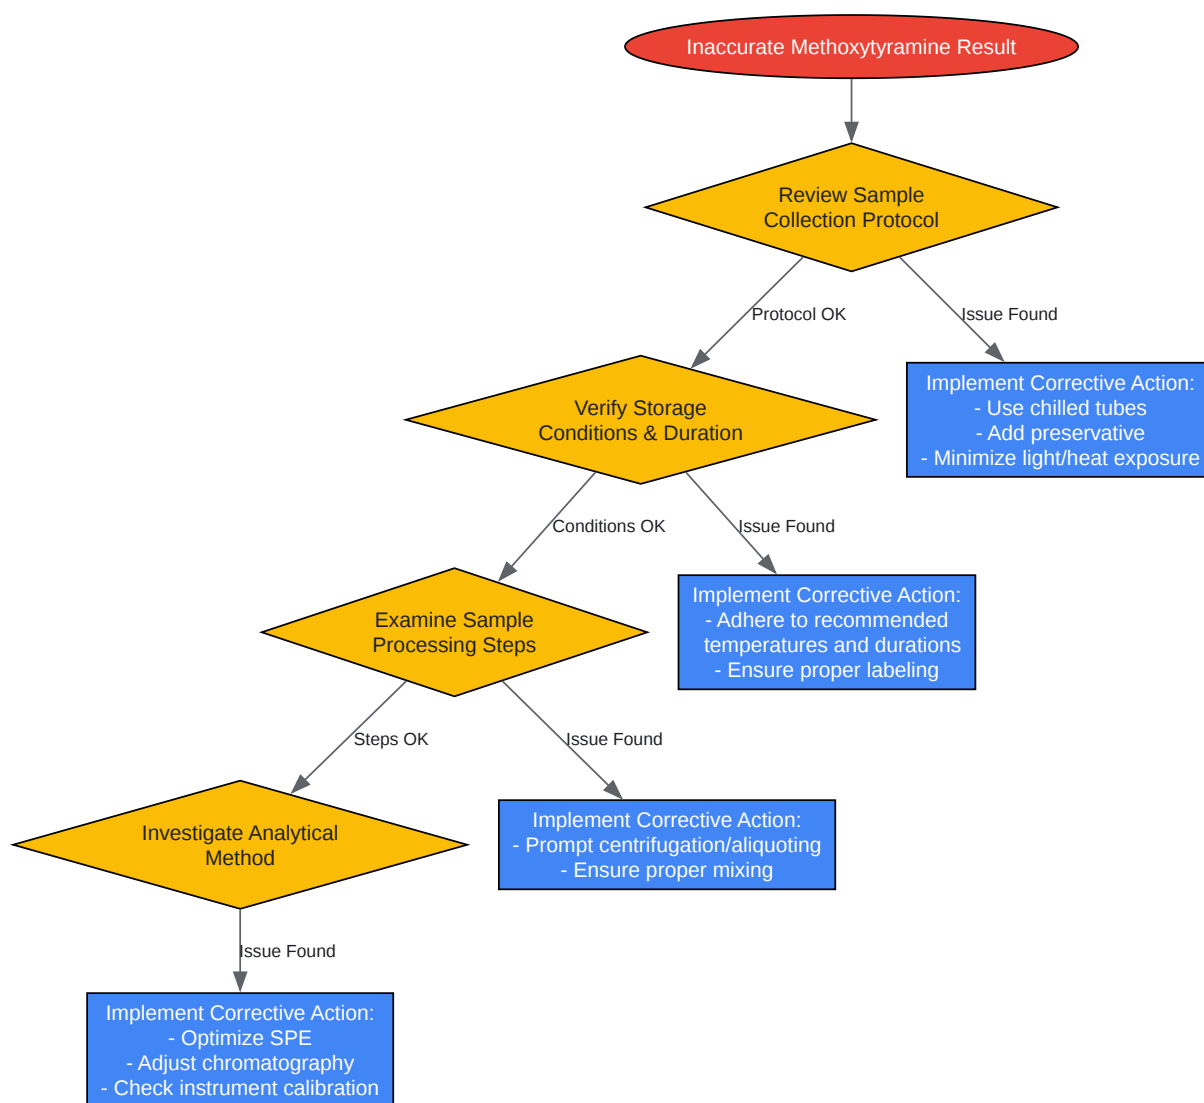 Inaccurate Methoxytyramine Result
Review Sample
Collection Protocol
Protocol OK
Issue Found
Implement Corrective Action:
- Use chilled tubes
- Add preservative
- Minimize light/heat exposure
Verify Storage
Conditions & Duration
Conditions OK
Issue Found
Implement Corrective Action:
- Adhere to recommended
temperatures and durations
- Ensure proper labeling
Examine Sample
Processing Steps
Steps OK
Issue Found
Implement Corrective Action:
- Prompt centrifugation/aliquoting
- Ensure proper mixing
Investigate Analytical
Method
Issue Found
Implement Corrective Action:
- Optimize SPE
- Adjust chromatography
- Check instrument calibration